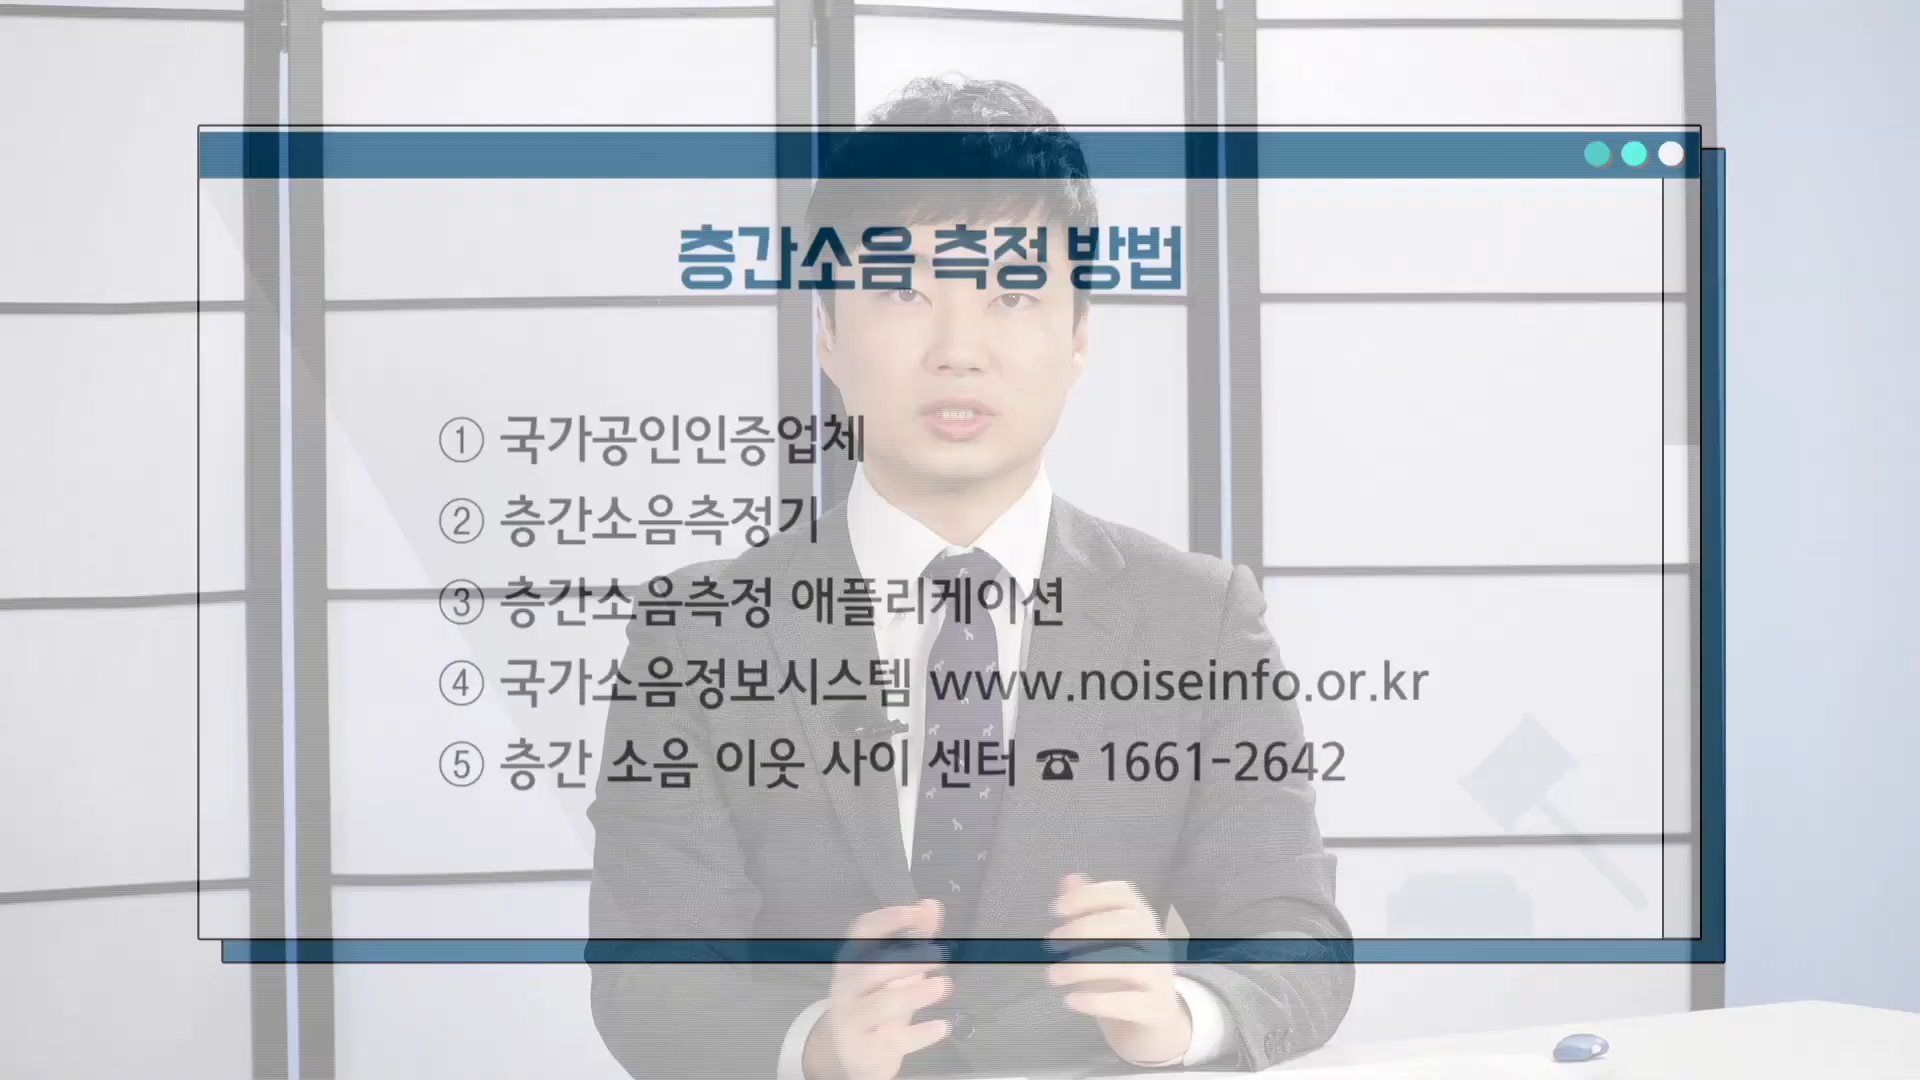 층간소음 측정 방법
① 국가공인인증업체
② 층간소음측정기
③ 층간소음측정 애플리케이션
④ 국가소음정보시스템 www.noiseinfo.or.kr
⑤ 층간 소음 이웃 사이 센터 ☎ 1661-2642